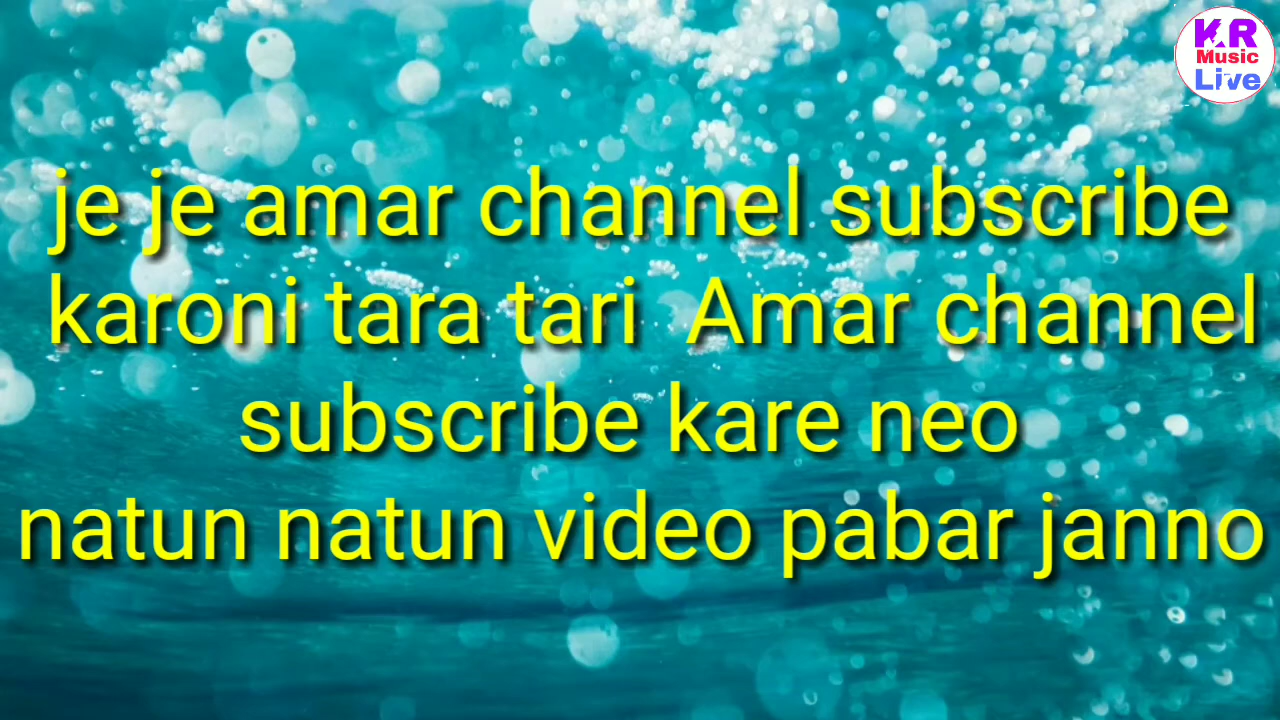 K.R
Music
Live
je je amar channel subscribe
karoni tara tari Amar channel
subscribe kare neo
natun natun video pabar janno